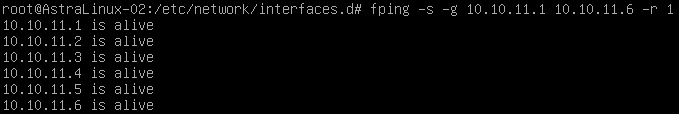 root@AstraLinux-02:/etc/network/interfaces.d# fping -s -g 10.10.11.1 10.10.11.6 -r 1
10.10.11.1 is alive
10.10.11.2 is alive
10.10.11.3 is alive
10.10.11.4 is alive
10.10.11.5 is alive
10.10.11.6 is alive